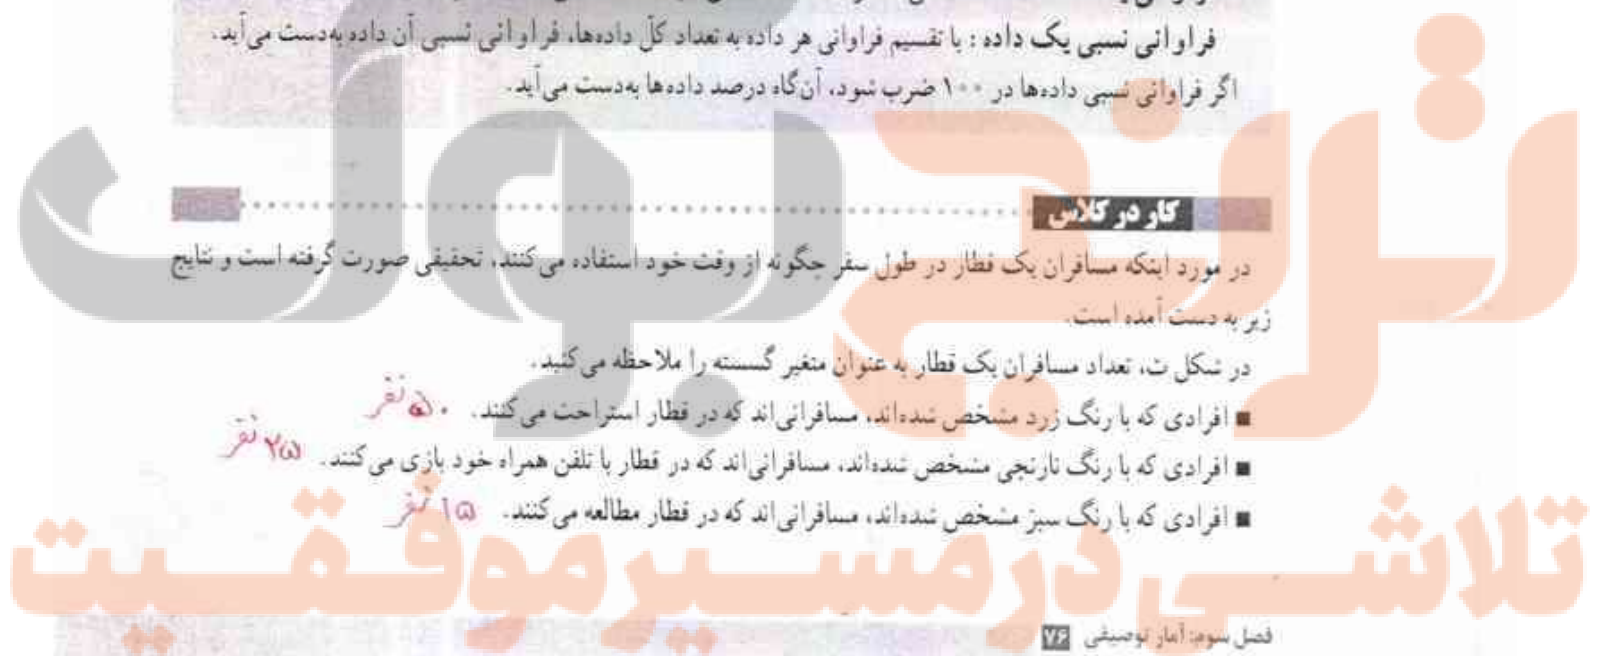 فراوانی نسبی یک داده : با تقسیم فراوانی هر داده به تعداد کلّ داده‌ها، فراوانی نسبی آن داده به‌دست می‌آید.
اگر فراوانی نسبی داده‌ها در ۱۰۰ ضرب شود، آن‌گاه درصد داده‌ها به‌دست می‌آید.
کار در کلاس
در مورد اینکه مسافران یک قطار در طول سفر چگونه از وقت خود استفاده می‌کنند، تحقیقی صورت گرفته است و نتایج
زیر به دست آمده است.
در شکل ت، تعداد مسافران یک قطار به عنوان متغیر گسسته را ملاحظه می‌کنید.
■ افرادی که با رنگ زرد مشخص شده‌اند، مسافرانی‌اند که در قطار استراحت می‌کنند. ۵۰ نفر
■ افرادی که با رنگ نارنجی مشخص شده‌اند، مسافرانی‌اند که در قطار با تلفن همراه خود بازی می‌کنند. ۲۵ نفر
■ افرادی که با رنگ سبز مشخص شده‌اند، مسافرانی‌اند که در قطار مطالعه می‌کنند. ۱۵ نفر
ترنج بوک
تلاشی در مسیر موفقیت
فصل سوم: آمار توصیفی ۷۶